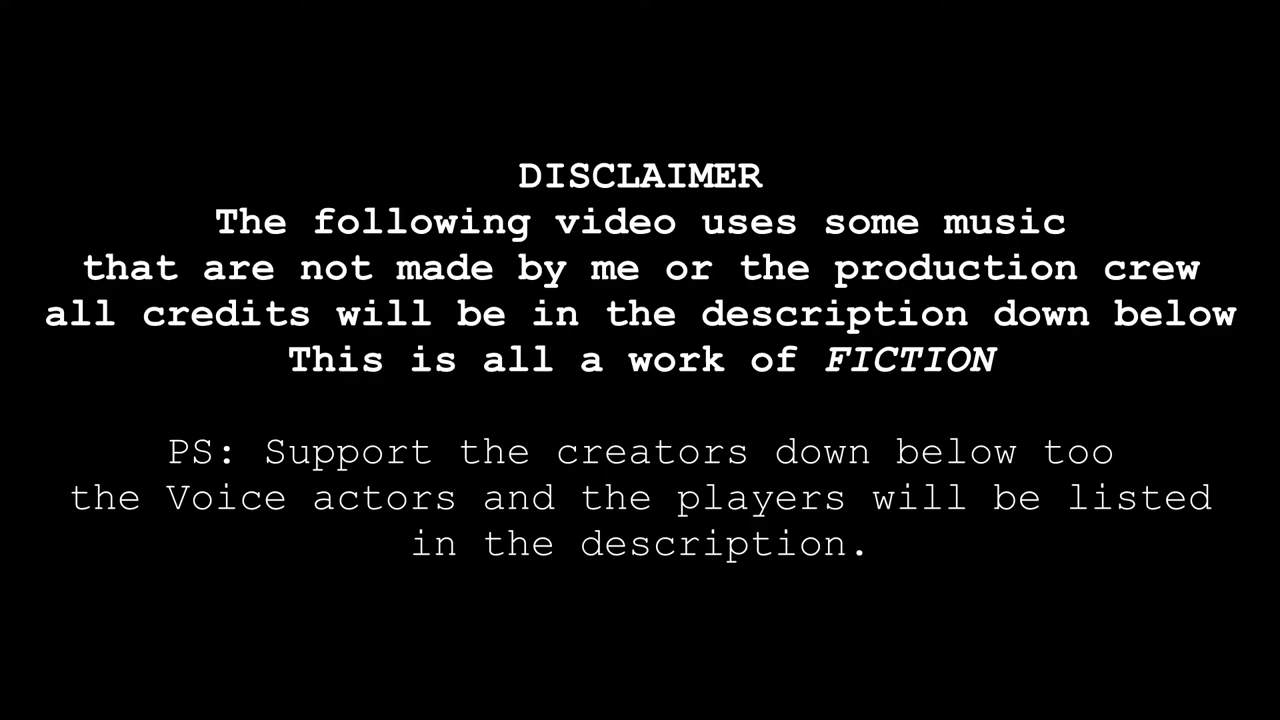 DISCLAIMER
The following video uses some music
that are not made by me or the production crew
all credits will be in the description down below
This is all a work of FICTION
PS: Support the creators down below too
the Voice actors and the players will be listed
in the description.